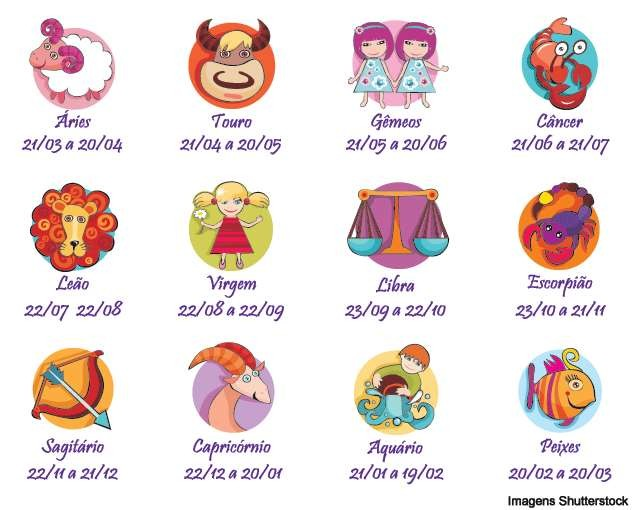 Áries
21/03 a 20/04
Touro
21/04 a 20/05
Gêmeos
21/05 a 20/06
Câncer
21/06 a 21/07
Leão
22/07 22/08
Virgem
22/08 a 22/09
Libra
23/09 a 22/10
Escorpião
23/10 a 21/11
Sagitário
22/11 a 21/12
Capricórnio
22/12 a 20/01
Aquário
21/01 a 19/02
Peixes
20/02 a 20/03
Imagens Shutterstock